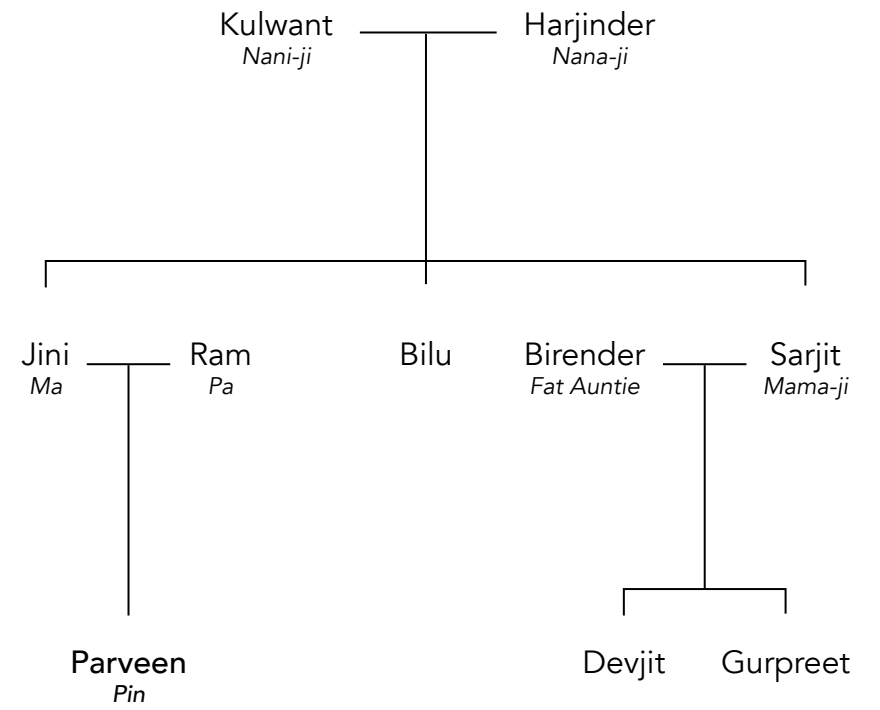 Kulwant Harjinder
Nani-ji Nana-ji
Jini Ram Bilu Birender Sarjit
Ma Pa Fat Auntie Mama-ji
Parveen Devjit Gurpreet
Pin